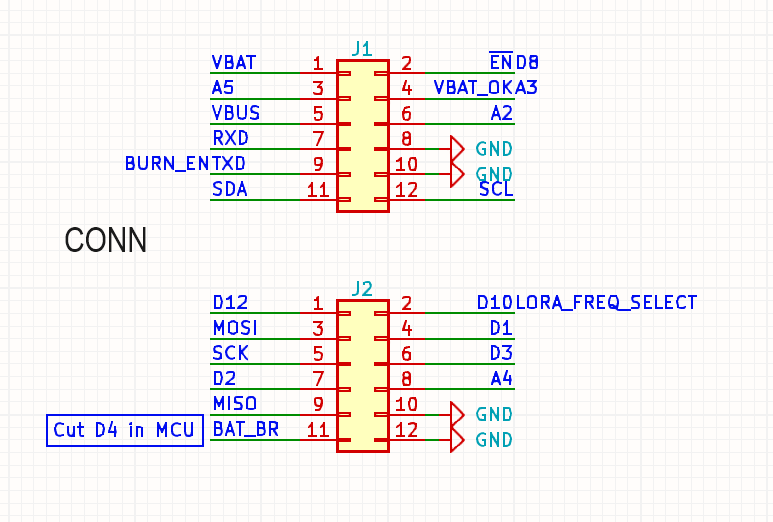 J1
VBAT 1 2 EN D8
A5 3 4 VBAT_OK A3
VBUS 5 6 A2
RXD 7 8 GND
BURN_EN TXD 9 10 GND
SDA 11 12 SCL
CONN
J2
D12 1 2 D10 LORA_FREQ_SELECT
MOSI 3 4 D1
SCK 5 6 D3
D2 7 8 A4
MISO 9 10 GND
Cut D4 in MCU BAT_BR 11 12 GND